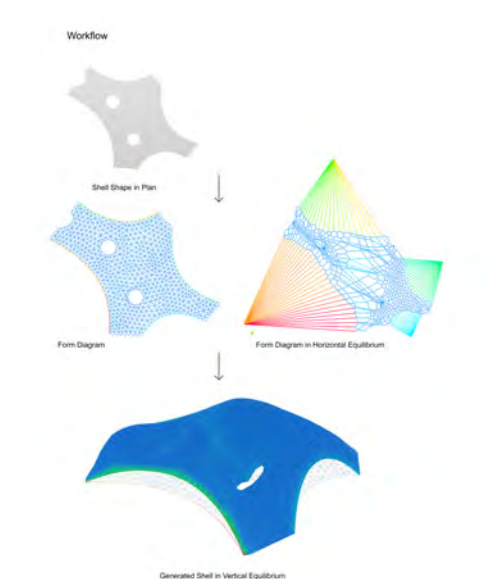 Workflow
Shell Shape in Plan
Form Diagram
Form Diagram in Horizontal Equilibrium
Generated Shell in Vertical Equilibrium